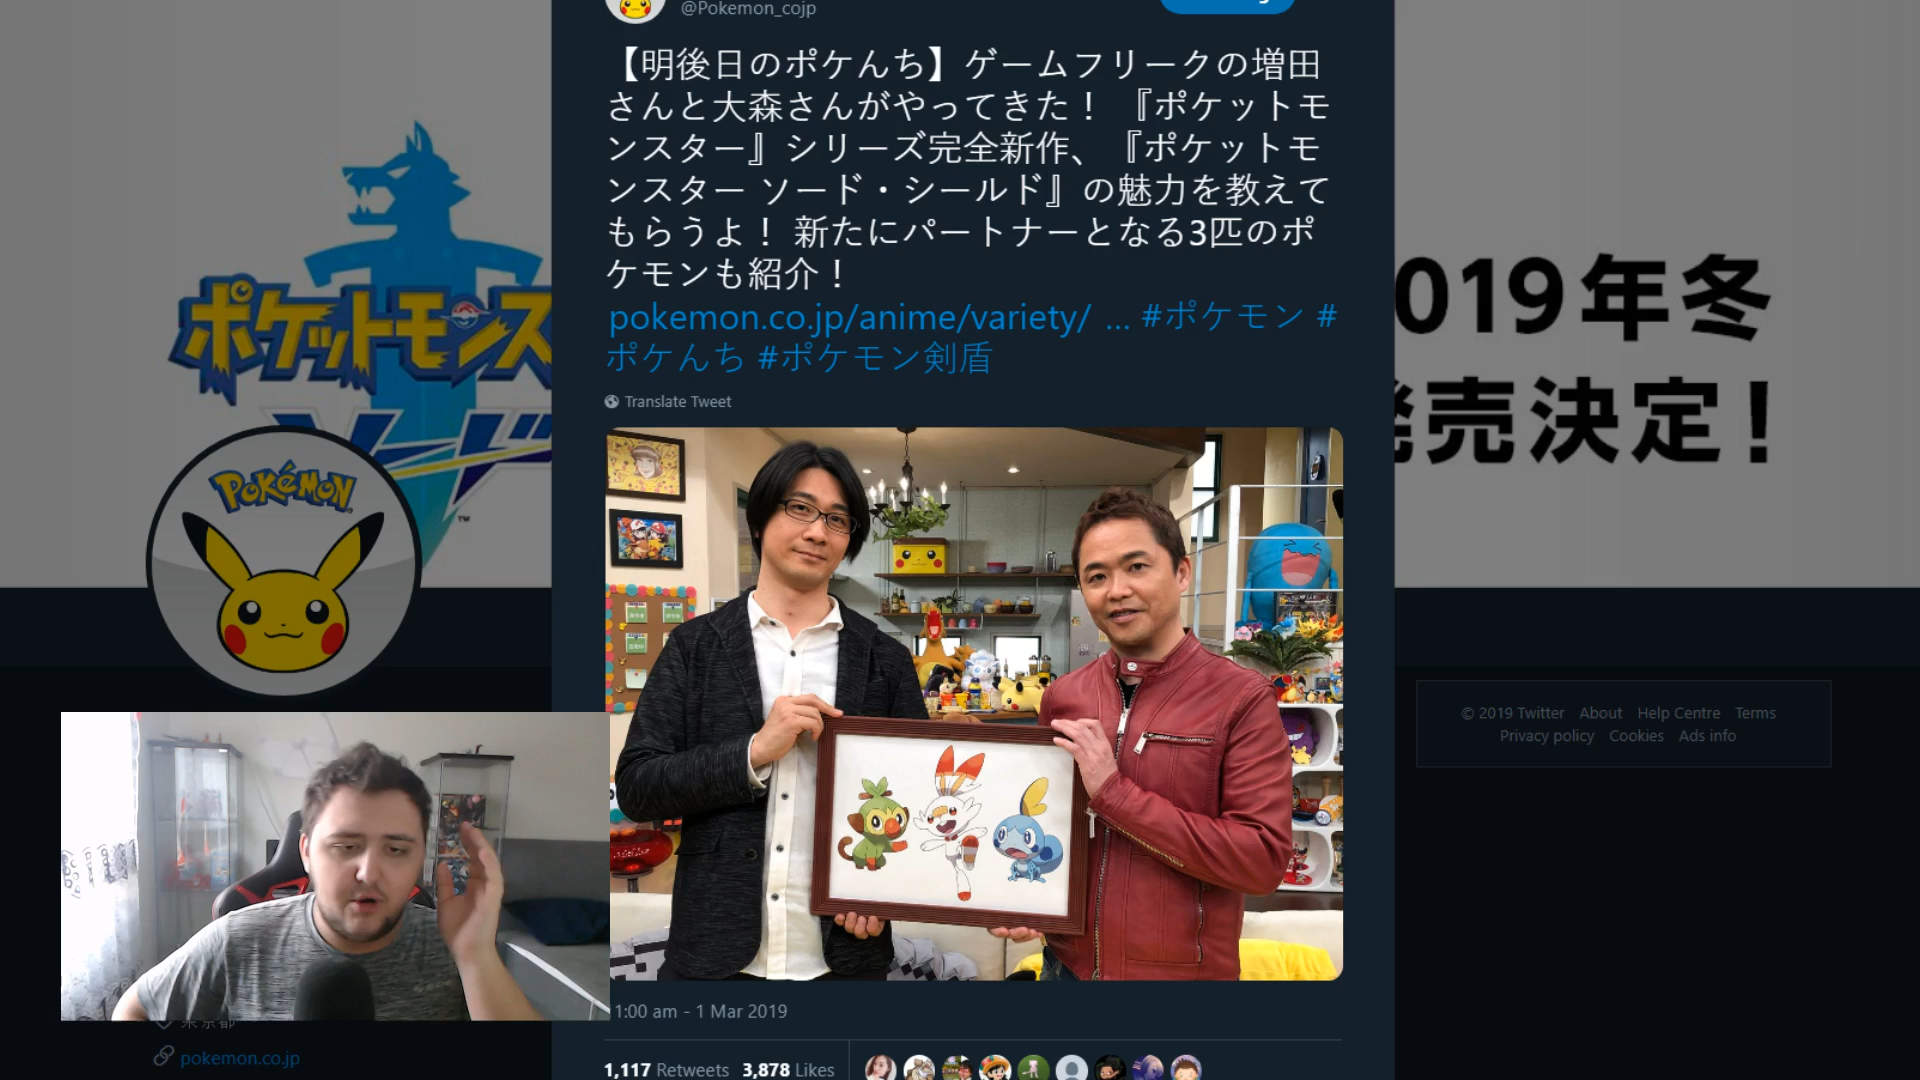 @Pokemon_cojp
【明後日のポケんち】ゲームフリークの増田
さんと大森さんがやってきた！ 『ポケットモ
ンスター』シリーズ完全新作、『ポケットモ
ンスター ソード・シールド』の魅力を教えて
もらうよ！ 新たにパートナーとなる3匹のポ
ケモンも紹介！
pokemon.co.jp/anime/variety/ … #ポケモン #
ポケんち #ポケモン剣盾
Translate Tweet
ポケットモンス
ソード
TM
POKéMON
019年冬
発売決定！
© 2019 Twitter About Help Centre Terms
Privacy policy Cookies Ads info
1:00 am - 1 Mar 2019
東京都
pokemon.co.jp
1,117 Retweets 3,878 Likes